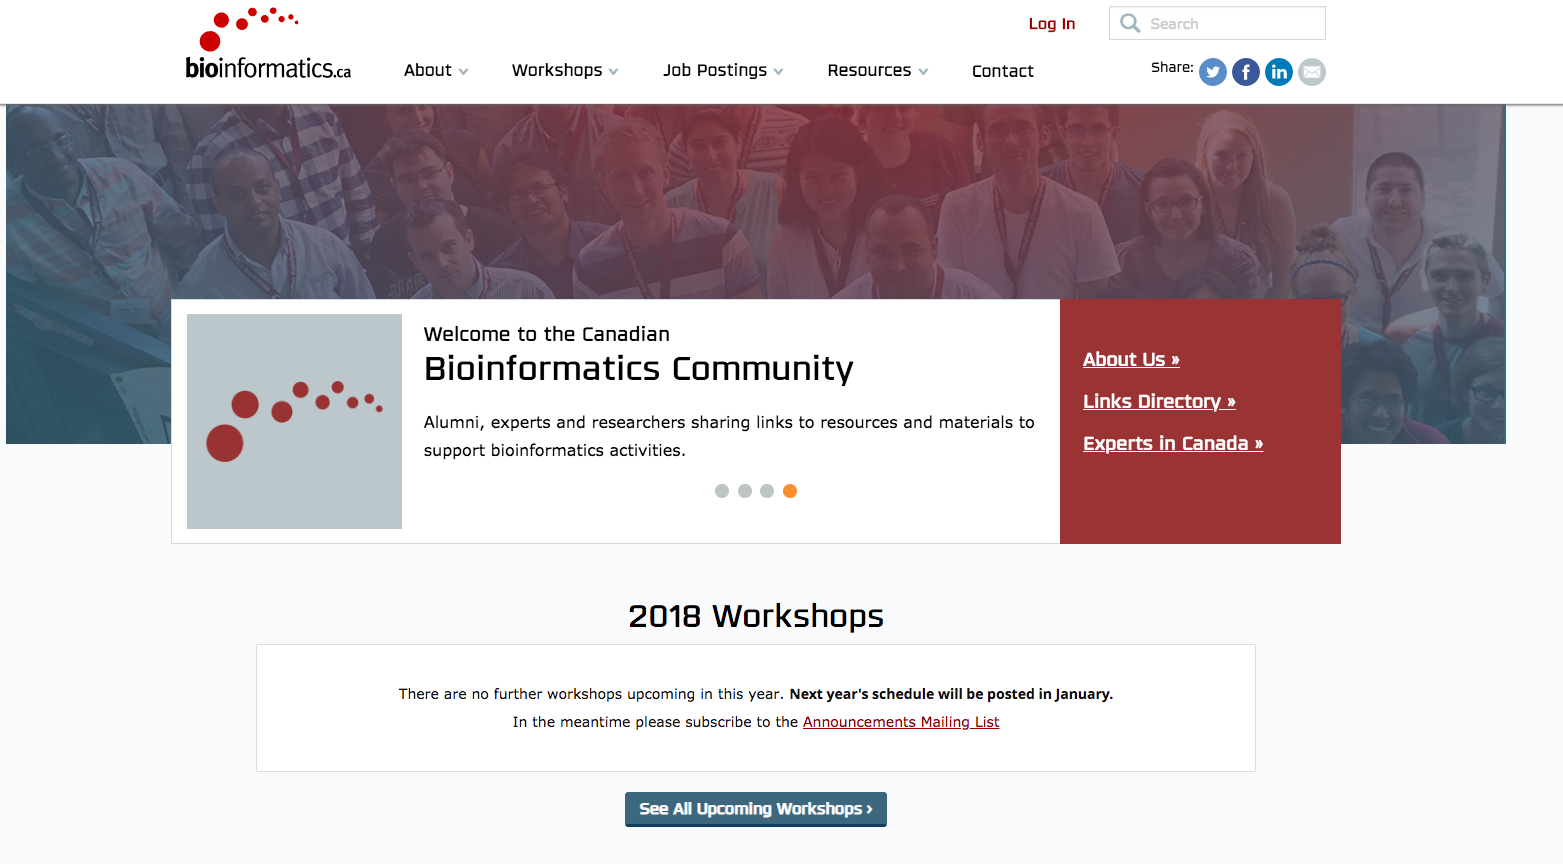 Log In
Search
bioinformatics.ca
About
Workshops
Job Postings
Resources
Contact
Share:
Welcome to the Canadian
Bioinformatics Community
Alumni, experts and researchers sharing links to resources and materials to
support bioinformatics activities.
About Us »
Links Directory »
Experts in Canada »
2018 Workshops
There are no further workshops upcoming in this year. Next year's schedule will be posted in January.
In the meantime please subscribe to the Announcements Mailing List
See All Upcoming Workshops ›